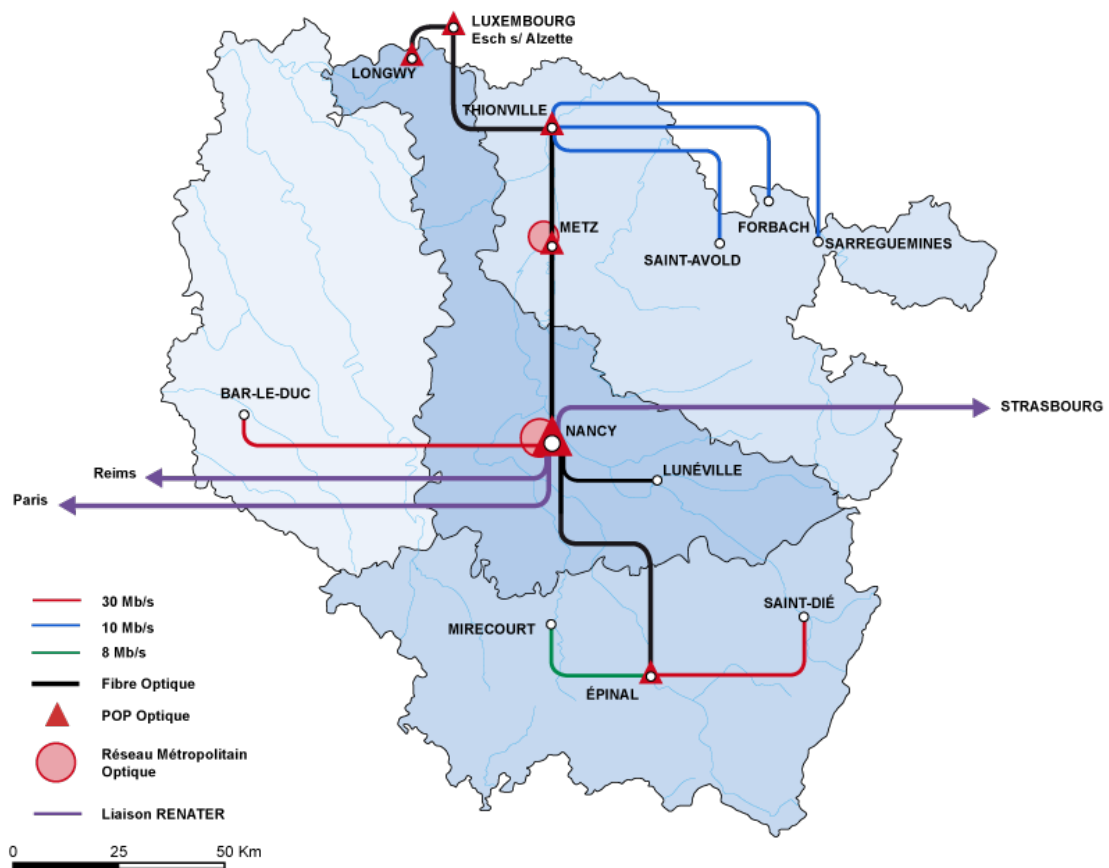 LUXEMBOURG
Esch s/ Alzette
LONGWY
THIONVILLE
METZ
FORBACH
SARREGUEMINES
SAINT-AVOLD
BAR-LE-DUC
STRASBOURG
NANCY
Reims
LUNÉVILLE
Paris
30 Mb/s
10 Mb/s
8 Mb/s
Fibre Optique
POP Optique
Réseau Métropolitain
Optique
Liaison RENATER
SAINT-DIÉ
MIRECOURT
ÉPINAL
0 25 50 Km